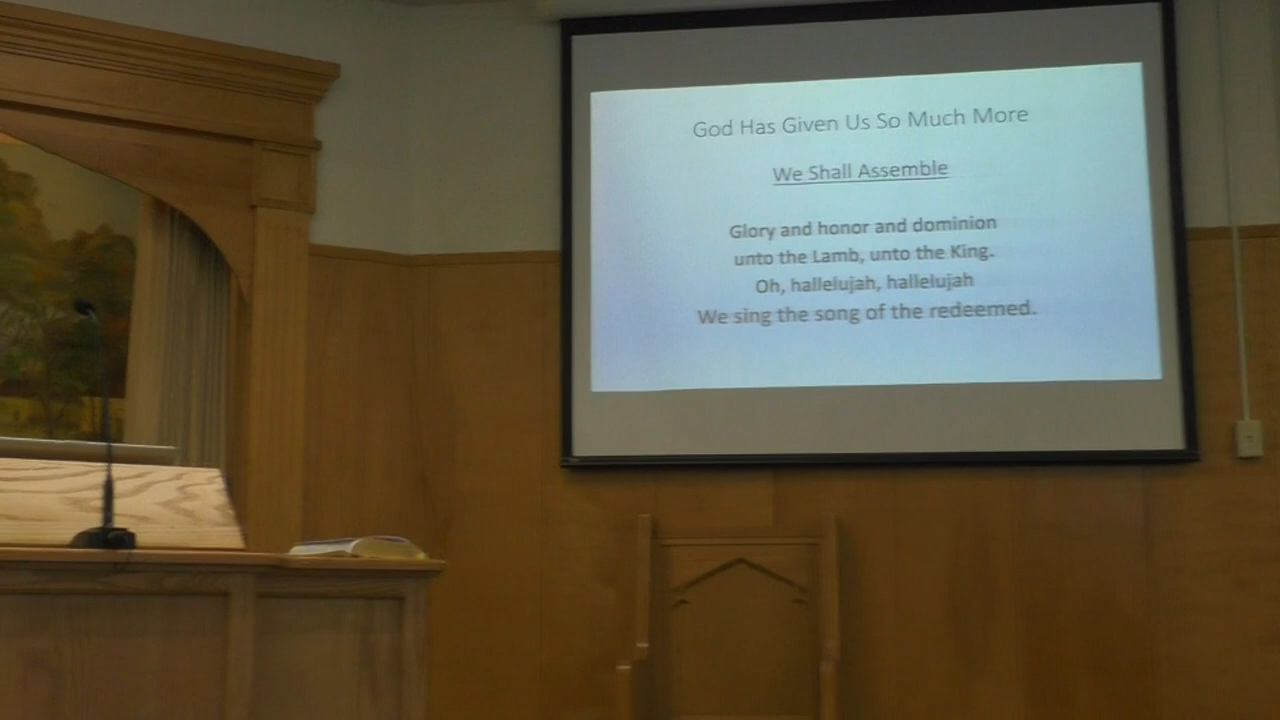 God Has Given Us So Much More
We Shall Assemble
Glory and honor and dominion
unto the Lamb, unto the King.
Oh, hallelujah, hallelujah
We sing the song of the redeemed.